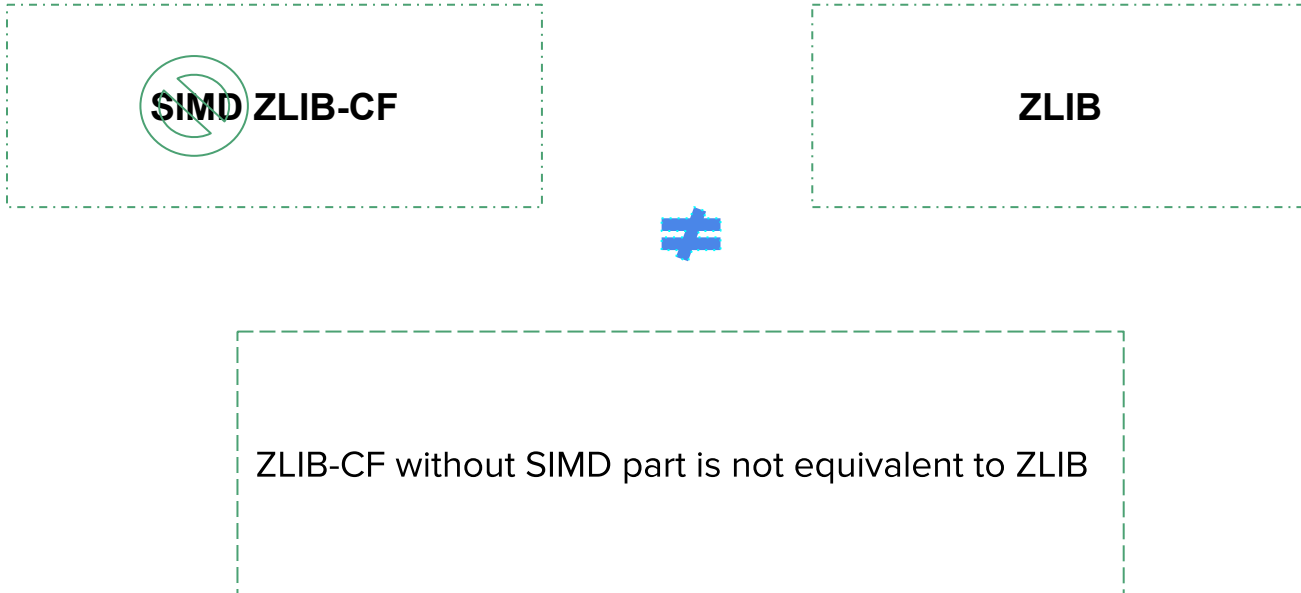 SIMD ZLIB-CF
ZLIB
≠
ZLIB-CF without SIMD part is not equivalent to ZLIB